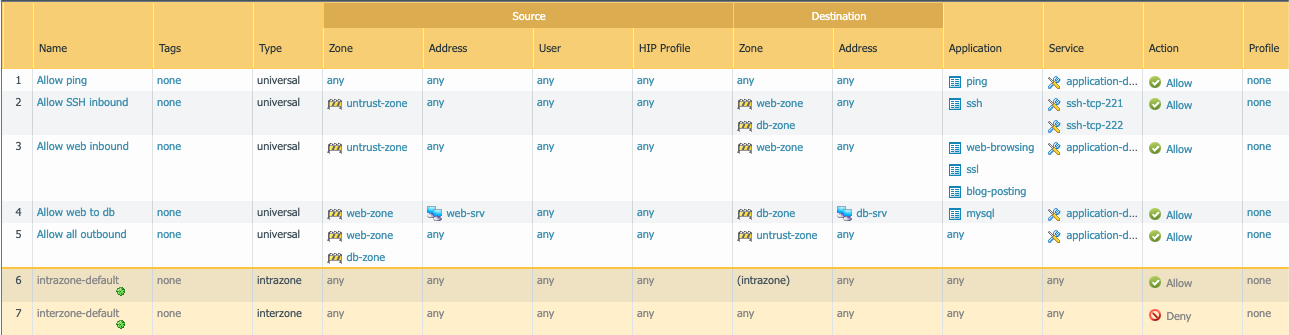 Source Destination
Name Tags Type Zone Address User HIP Profile Zone Address Application Service Action Profile
1 Allow ping none universal any any any any any any ping application-d... Allow none
2 Allow SSH inbound none universal untrust-zone any any any web-zone any ssh ssh-tcp-221 Allow none
db-zone ssh-tcp-222
3 Allow web inbound none universal untrust-zone any any any web-zone any web-browsing application-d... Allow none
ssl
blog-posting
4 Allow web to db none universal web-zone web-srv any any db-zone db-srv mysql application-d... Allow none
5 Allow all outbound none universal web-zone any any any untrust-zone any any application-d... Allow none
db-zone
6 intrazone-default none intrazone any any any any (intrazone) any any any Allow none
7 interzone-default none interzone any any any any any any any any Deny none